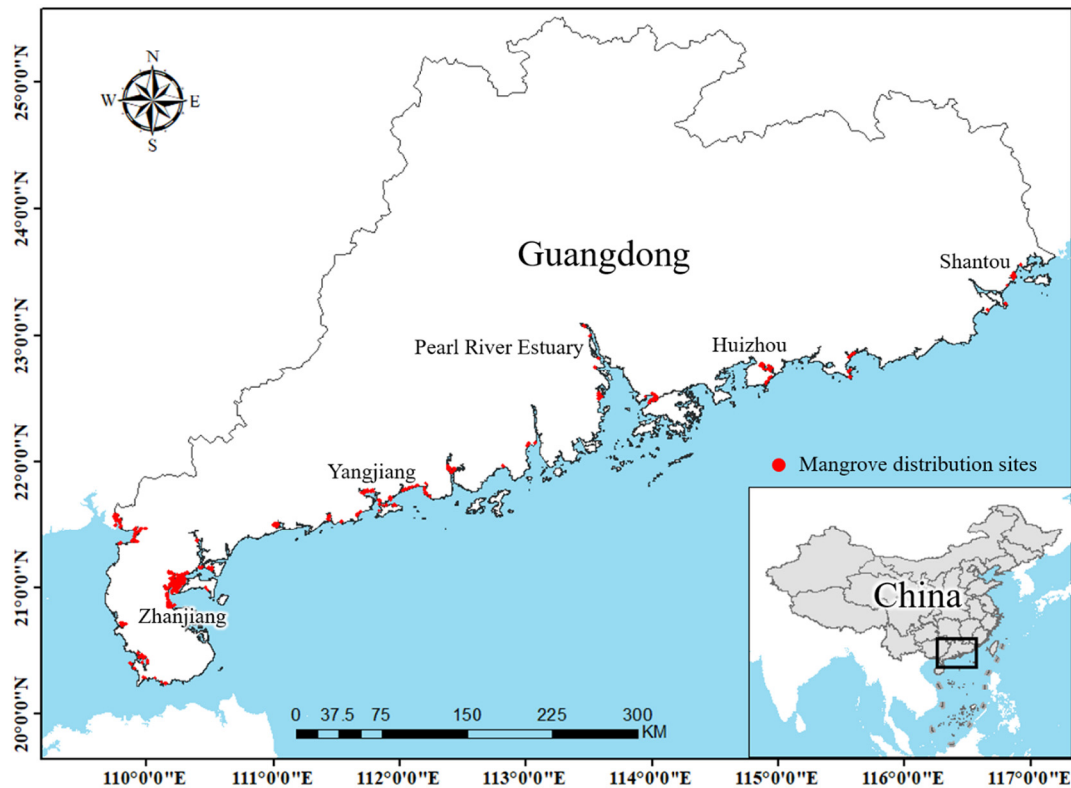 N
W E
S
25°0'0"N
24°0'0"N
23°0'0"N
22°0'0"N
21°0'0"N
20°0'0"N
Guangdong
Shantou
Pearl River Estuary
Huizhou
Yangjiang
Zhanjiang
Mangrove distribution sites
China
0 37.5 75 150 225 300
KM
110°0'0"E 111°0'0"E 112°0'0"E 113°0'0"E 114°0'0"E 115°0'0"E 116°0'0"E 117°0'0"E